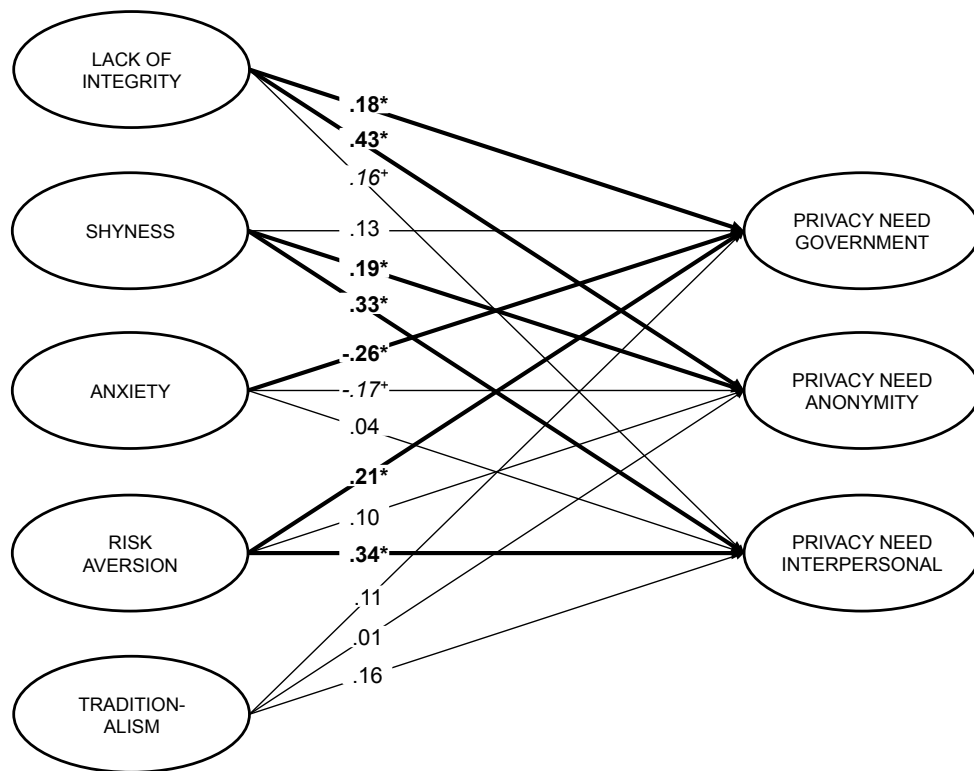 LACK OF
INTEGRITY
SHYNESS
ANXIETY
RISK
AVERSION
TRADITION-
ALISM
.18*
.43*
.16+
.13
.19*
.33*
-.26*
-.17+
.04
.21*
.10
.34*
.11
.01
.16
PRIVACY NEED
GOVERNMENT
PRIVACY NEED
ANONYMITY
PRIVACY NEED
INTERPERSONAL